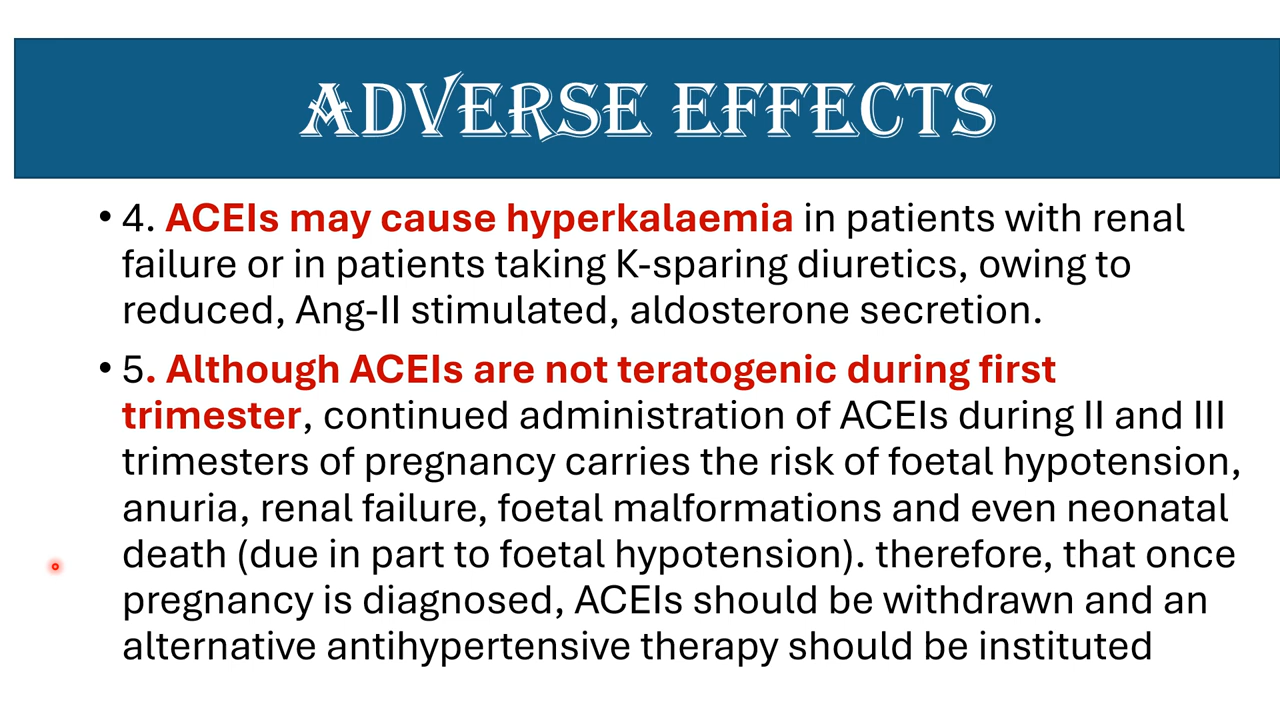 ADVERSE EFFECTS
• 4. ACEIs may cause hyperkalaemia in patients with renal
failure or in patients taking K-sparing diuretics, owing to
reduced, Ang-II stimulated, aldosterone secretion.
• 5. Although ACEIs are not teratogenic during first
trimester, continued administration of ACEIs during II and III
trimesters of pregnancy carries the risk of foetal hypotension,
anuria, renal failure, foetal malformations and even neonatal
death (due in part to foetal hypotension). therefore, that once
pregnancy is diagnosed, ACEIs should be withdrawn and an
alternative antihypertensive therapy should be instituted